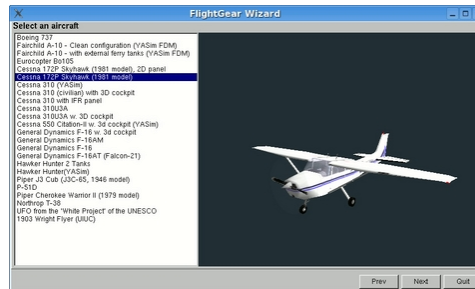 FlightGear Wizard
Select an aircraft
Boeing 737
Fairchild A-10 - Clean configuration (YASim FDM)
Fairchild A-10 - with external ferry tanks (YASim FDM)
Eurocopter Bo105
Cessna 172P Skyhawk (1981 model), 2D panel
Cessna 172P Skyhawk (1981 model)
Cessna 310 (YASim)
Cessna 310 (civilian) with 3D cockpit
Cessna 310 with IFR panel
Cessna 310U3A
Cessna 310U3A w. 3D cockpit
Cessna 550 Citation-II w. 3d cockpit (YASim)
General Dynamics F-16 w. 3d cockpit
General Dynamics F-16AM
General Dynamics F-16
General Dynamics F-16AT (Falcon-21)
Hawker Hunter 2 Tanks
Hawker Hunter(YASim)
Piper J3 Cub (J3C-65, 1946 model)
P-51D
Piper Cherokee Warrior II (1979 model)
Northrop T-38
UFO from the 'White Project' of the UNESCO
1903 Wright Flyer (UIUC)
Prev Next Quit